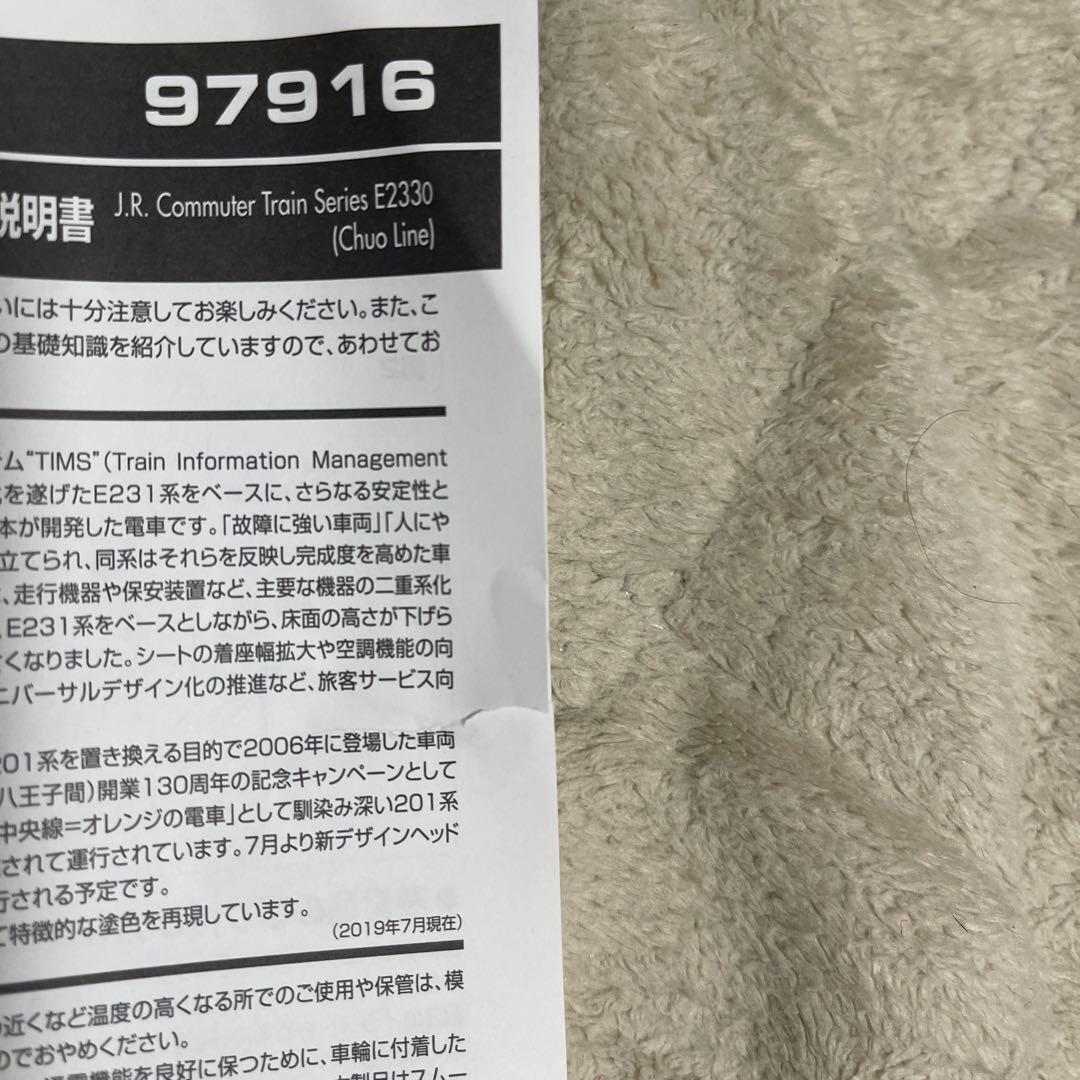 97916
説明書
J.R. Commuter Train Series E2330
(Chuo Line)
いには十分注意してお楽しみください。また、こ
の基礎知識を紹介していますので、あわせてお
ム"TIMS"(Train Information Management
を遂げたE231系をベースに、さらなる安定性と
本が開発した電車です。「故障に強い車両」「人にや
立てられ、同系はそれらを反映し完成度を高めた車
、走行機器や保安装置など、主要な機器の二重系化
、E231系をベースとしながら、床面の高さが下げら
くなりました。シートの着座幅拡大や空調機能の向
ニバーサルデザイン化の推進など、旅客サービス向
201系を置き換える目的で2006年に登場した車両
八王子間)開業130周年の記念キャンペーンとして
中央線=オレンジの電車」として馴染み深い201系
されて運行されています。7月より新デザインヘッド
行される予定です。
て特徴的な塗色を再現しています。
(2019年7月現在)
近くなど温度の高くなる所でのご使用や保管は、模
のでおやめください。
機能を良好に保つために、車輪に付着した
製品はスムー